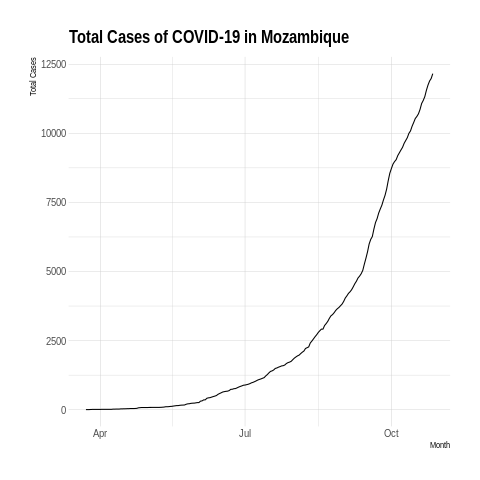 Total Cases of COVID-19 in Mozambique
Total Cases
12500
10000
7500
5000
2500
0
Apr Jul Oct
Month